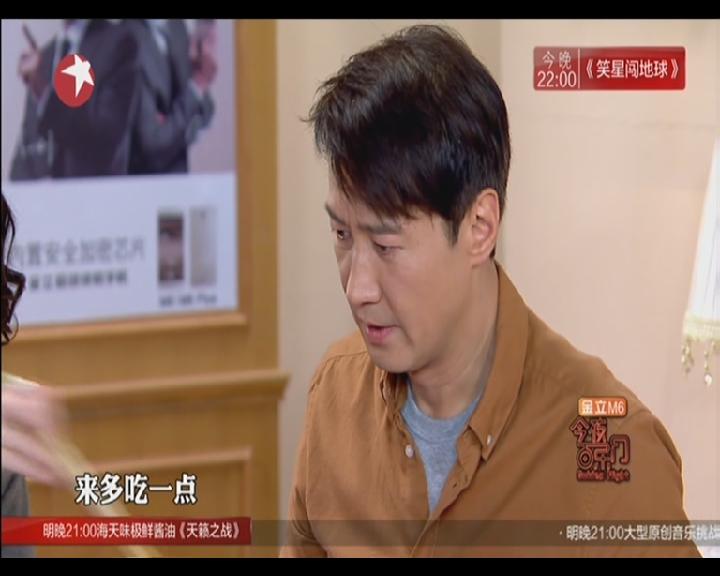 今晚
22:00
《笑星闯地球》
内置安全加密芯片
金立M6
今夜百乐门
来多吃一点
明晚21:00海天味极鲜酱油《天籁之战》
·明晚21:00大型原创音乐挑战